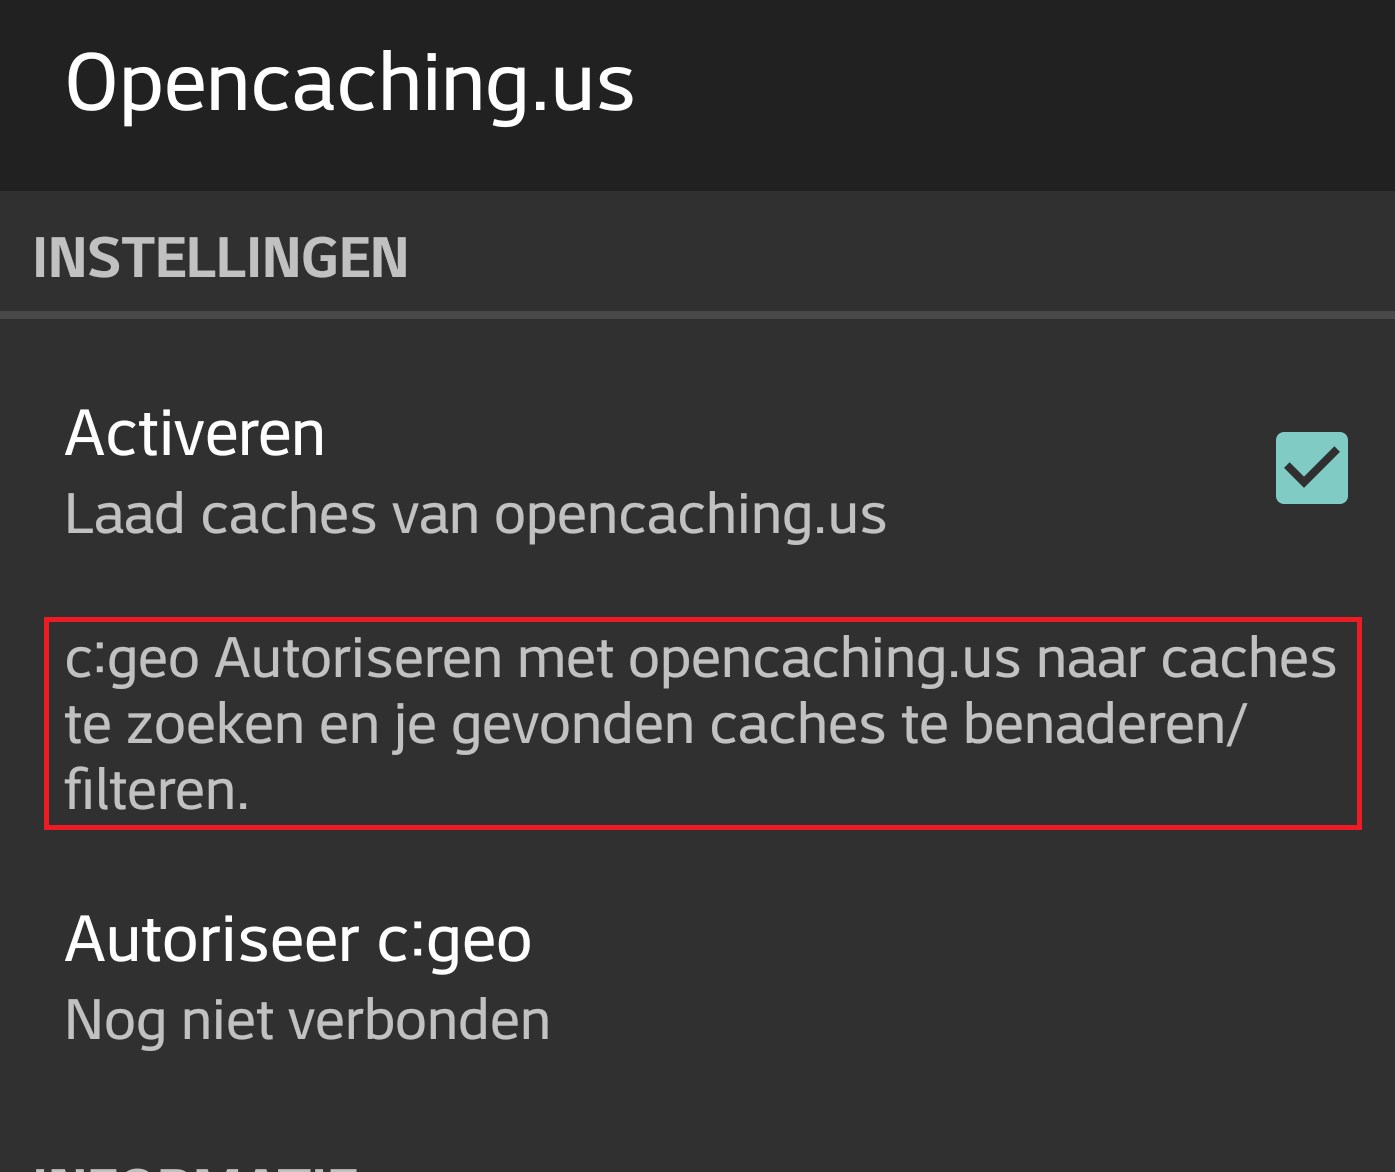 Opencaching.us
INSTELLINGEN
Activeren
Laad caches van opencaching.us
c:geo Autoriseren met opencaching.us naar caches
te zoeken en je gevonden caches te benaderen/
filteren.
Autoriseer c:geo
Nog niet verbonden